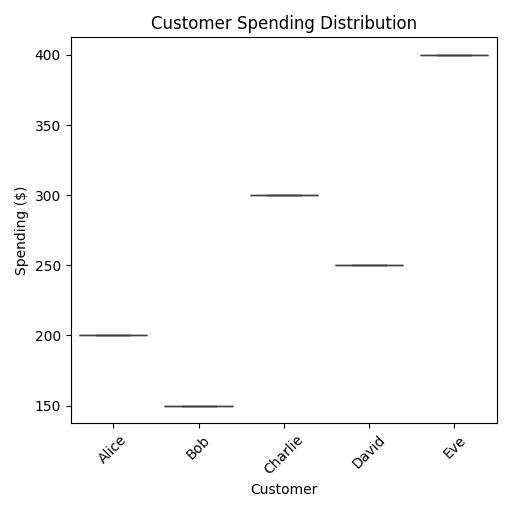 Customer Spending Distribution
400
350
300
250
200
150
Spending ($)
Alice
Bob
Charlie
David
Eve
Customer